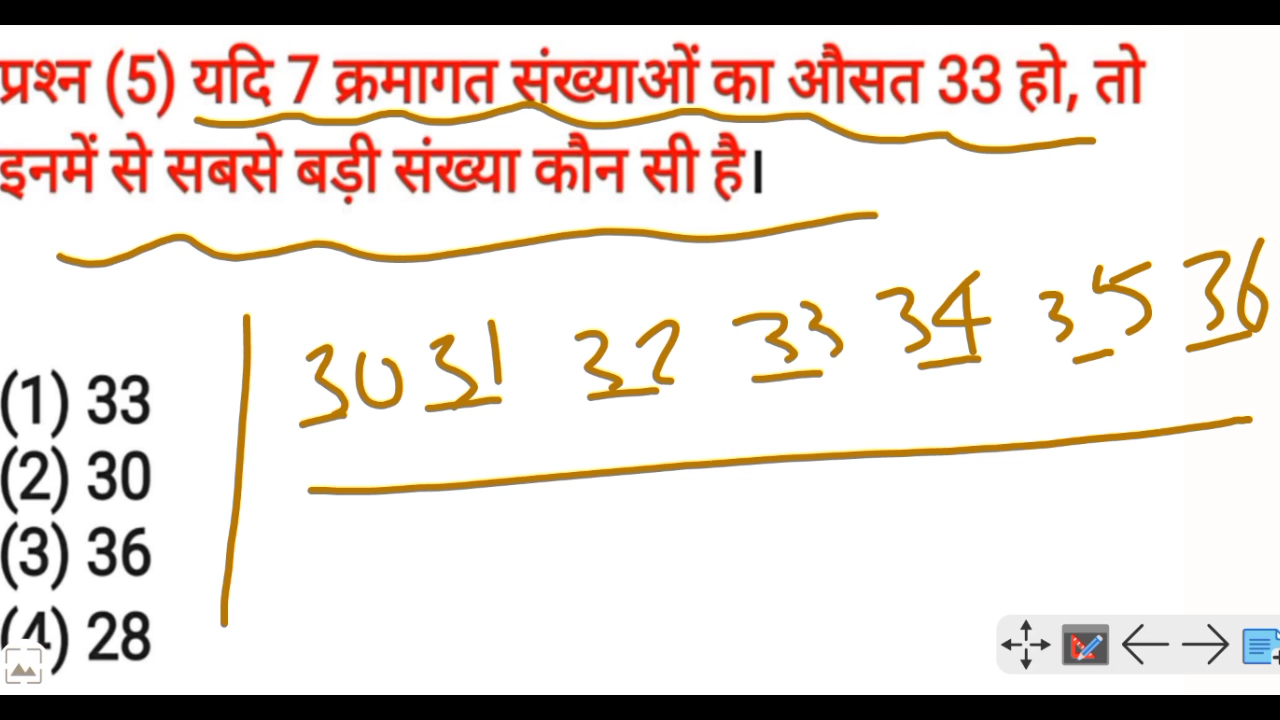 प्रश्न (5) यदि 7 क्रमागत संख्याओं का औसत 33 हो, तो
इनमें से सबसे बड़ी संख्या कौन सी है।
30 31 32 33 34 35 36
(1) 33
(2) 30
(3) 36
(4) 28